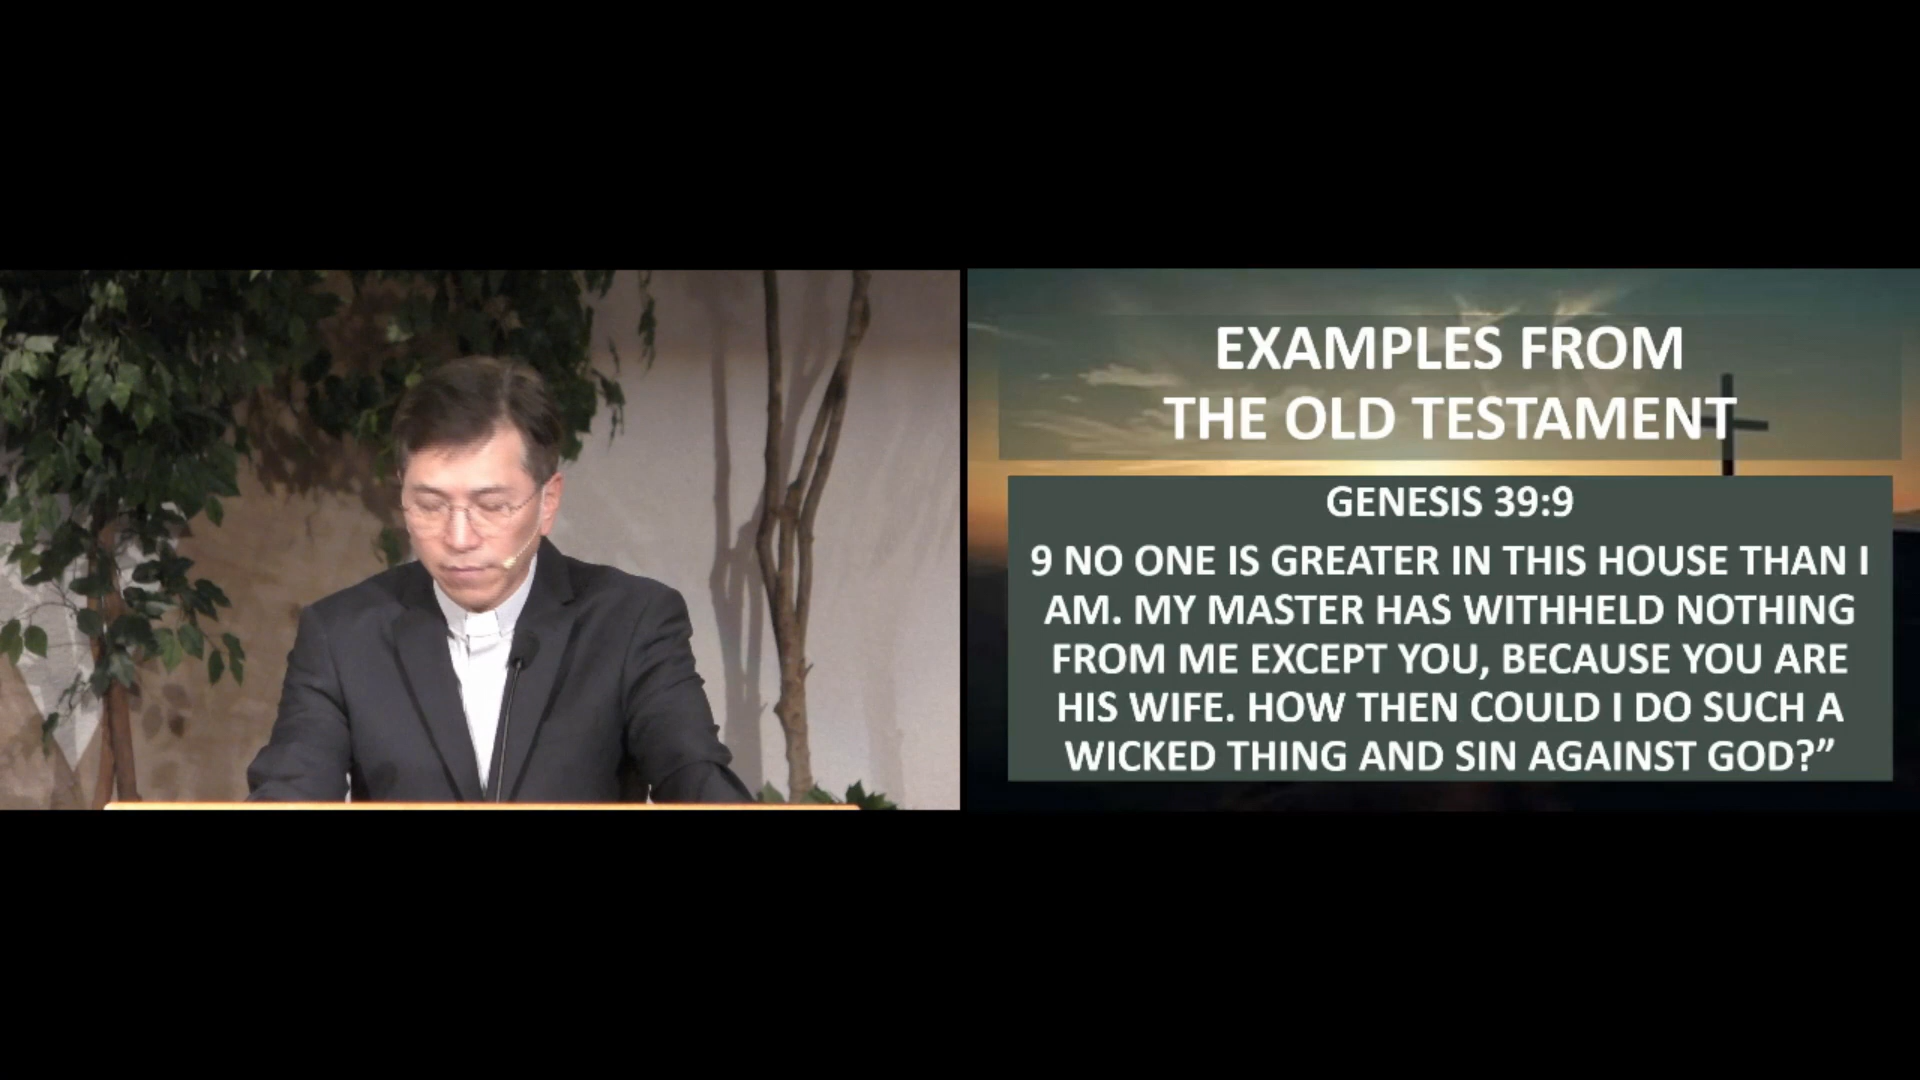 EXAMPLES FROM
THE OLD TESTAMENT
GENESIS 39:9
9 NO ONE IS GREATER IN THIS HOUSE THAN I
AM. MY MASTER HAS WITHHELD NOTHING
FROM ME EXCEPT YOU, BECAUSE YOU ARE
HIS WIFE. HOW THEN COULD I DO SUCH A
WICKED THING AND SIN AGAINST GOD?”